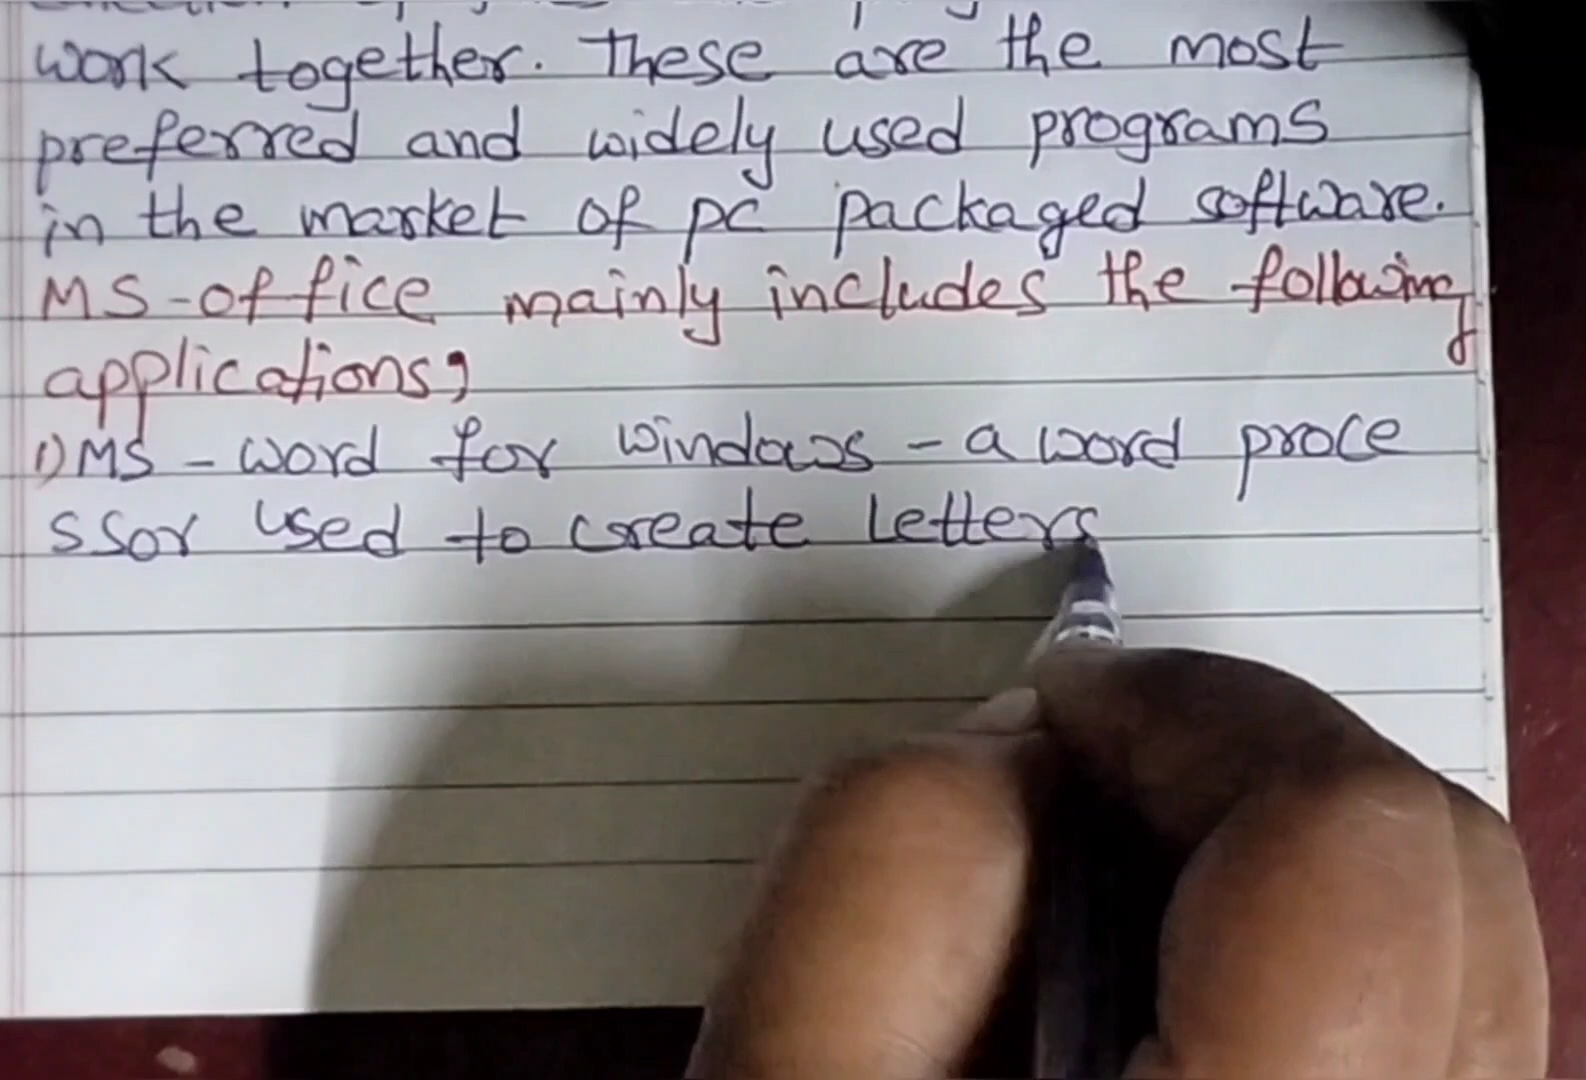 work together. These are the most
preferred and widely used programs
in the market of pc packaged software.
MS-office mainly includes the following
applications;
1) MS - word for windows - a word proce
ssor used to create Letters